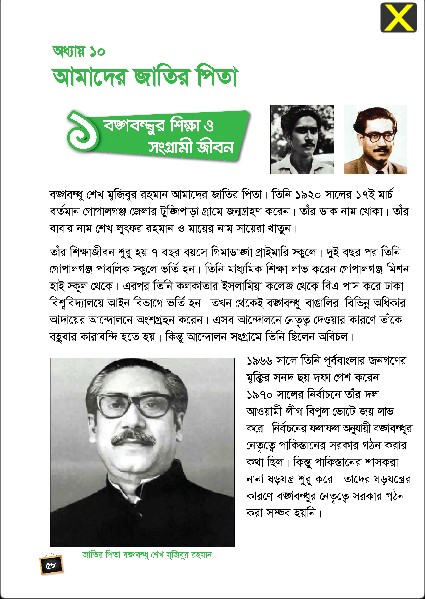 অধ্যায় ১০
আমাদের জাতির পিতা
১
বঙ্গবন্ধুর শিক্ষা ও
সংগ্রামী জীবন
বঙ্গবন্ধু শেখ মুজিবুর রহমান আমাদের জাতির পিতা। তিনি ১৯২০ সালের ১৭ই মার্চ
বর্তমান গোপালগঞ্জ জেলার টুঙ্গিপাড়া গ্রামে জন্মগ্রহণ করেন। তাঁর ডাক নাম খোকা। তাঁর
বাবার নাম শেখ লুৎফর রহমান ও মায়ের নাম সায়েরা খাতুন।
তাঁর শিক্ষাজীবন শুরু হয় ৭ বছর বয়সে গিমাডাঙ্গা প্রাইমারি স্কুলে। দুই বছর পর তিনি
গোপালগঞ্জ পাবলিক স্কুলে ভর্তি হন। তিনি মাধ্যমিক শিক্ষা লাভ করেন গোপালগঞ্জ মিশন
হাই স্কুল থেকে। এরপর তিনি কলকাতার ইসলামিয়া কলেজ থেকে বিএ পাস করে ঢাকা
বিশ্ববিদ্যালয়ে আইন বিভাগে ভর্তি হন। তখন থেকেই বঙ্গবন্ধু বাঙালির বিভিন্ন অধিকার
আদায়ের আন্দোলনে অংশগ্রহণ করেন। এসব আন্দোলনে নেতৃত্ব দেওয়ার কারণে তাঁকে
বহুবার কারাবন্দি হতে হয়। কিন্তু আন্দোলন সংগ্রামে তিনি ছিলেন অবিচল।
১৯৬৬ সালে তিনি পূর্ববাংলার জনগণের
মুক্তির সনদ ছয় দফা পেশ করেন।
১৯৭০ সালের নির্বাচনে তাঁর দল
আওয়ামী লীগ বিপুল ভোটে জয় লাভ
করে। নির্বাচনের ফলাফল অনুযায়ী বঙ্গবন্ধুর
নেতৃত্বে পাকিস্তানের সরকার গঠন করার
কথা ছিল। কিন্তু পাকিস্তানের শাসকরা
নানা ষড়যন্ত্র শুরু করে। তাদের ষড়যন্ত্রের
কারণে বঙ্গবন্ধুর নেতৃত্বে সরকার গঠন
করা সম্ভব হয়নি।
জাতির পিতা বঙ্গবন্ধু শেখ মুজিবুর রহমান
৫৮